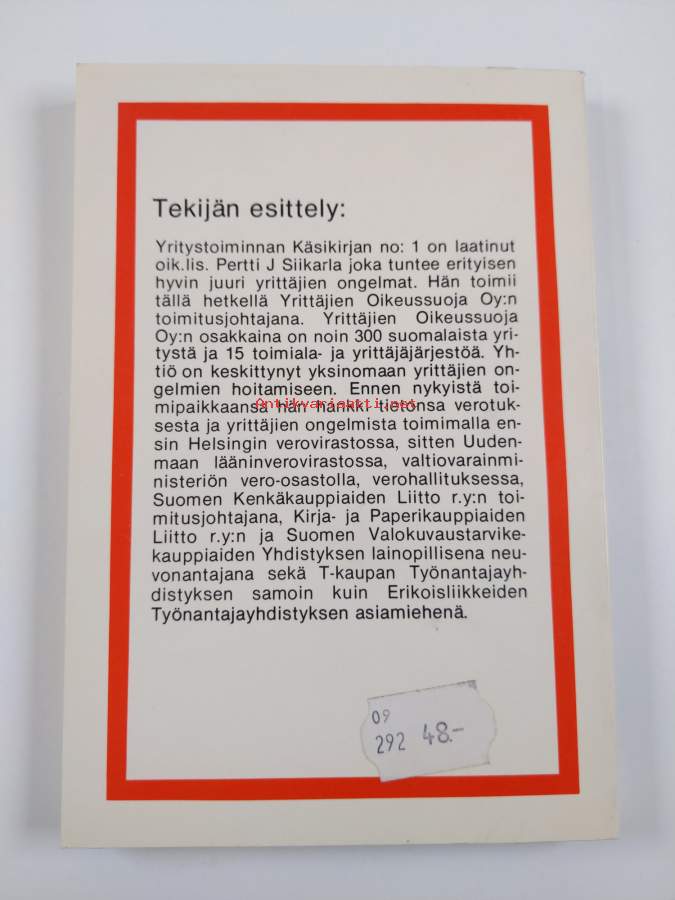 Tekijän esittely:
Yritystoiminnan Käsikirjan no: 1 on laatinut
oik.lis. Pertti J Siikarla joka tuntee erityisen
hyvin juuri yrittäjien ongelmat. Hän toimii
tällä hetkellä Yrittäjien Oikeussuoja Oy:n
toimitusjohtajana. Yrittäjien Oikeussuoja
Oy:n osakkaina on noin 300 suomalaista yri-
tystä ja 15 toimiala- ja yrittäjäjärjestöä. Yh-
tiö on keskittynyt yksinomaan yrittäjien on-
gelmien hoitamiseen. Ennen nykyistä toi-
mipaikkaansa hän hankki tietonsa verotuk-
Antikvariaatti.net
sesta ja yrittäjien ongelmista toimimalla en-
sin Helsingin verovirastossa, sitten Uuden-
maan lääninverovirastossa, valtiovarainmi-
nisteriön vero-osastolla, verohallituksessa,
Suomen Kenkäkauppiaiden Liitto r.y:n toi-
mitusjohtajana, Kirja- ja Paperikauppiaiden
Liitto r.y:n ja Suomen Valokuvaustarvike-
kauppiaiden Yhdistyksen lainopillisena neu-
vonantajana sekä T-kaupan Työnantajayh-
distyksen samoin kuin Erikoisliikkeiden
Työnantajayhdistyksen asiamiehenä.
09
292 48.-